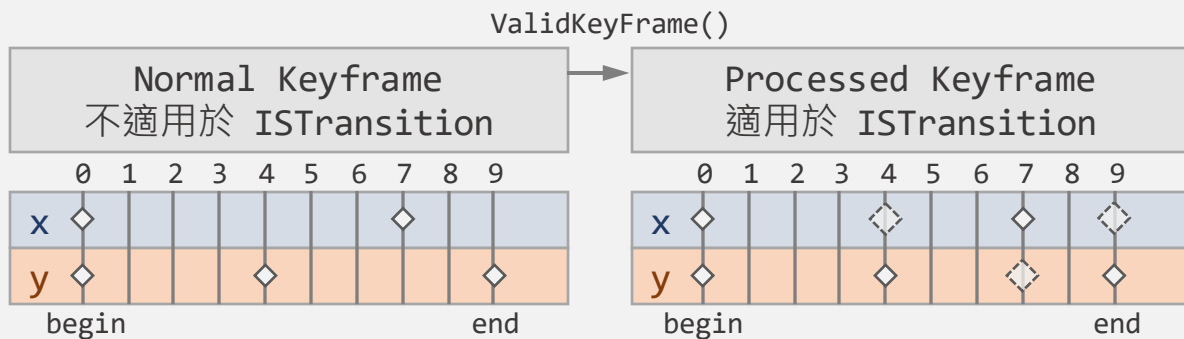 ValidKeyFrame()
Normal Keyframe
不適用於 ISTransition
Processed Keyframe
適用於 ISTransition
0 1 2 3 4 5 6 7 8 9
x
y
begin end
0 1 2 3 4 5 6 7 8 9
x
y
begin end